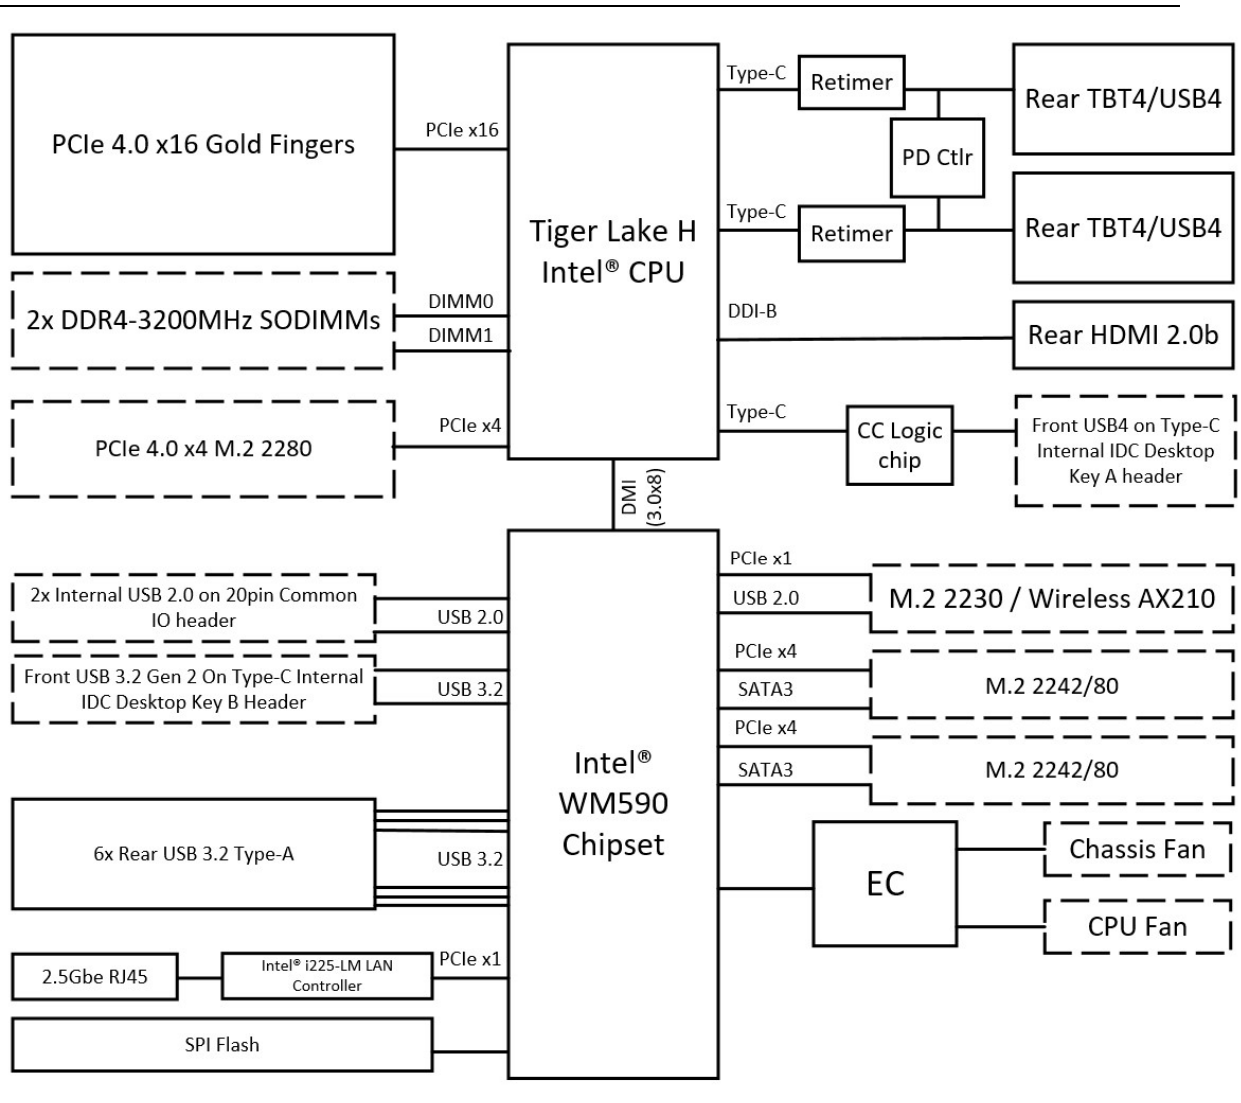 PCIe 4.0 x16 Gold Fingers
PCIe x16
2x DDR4-3200MHz SODIMMs
DIMM0
DIMM1
PCIe 4.0 x4 M.2 2280
PCIe x4
Tiger Lake H
Intel® CPU
Type-C
Retimer
Rear TBT4/USB4
PD Ctlr
Type-C
Retimer
Rear TBT4/USB4
DDI-B
Rear HDMI 2.0b
Type-C
CC Logic
chip
Front USB4 on Type-C
Internal IDC Desktop
Key A header
DMI
(3.0x8)
2x Internal USB 2.0 on 20pin Common
IO header
USB 2.0
Front USB 3.2 Gen 2 On Type-C Internal
IDC Desktop Key B Header
USB 3.2
6x Rear USB 3.2 Type-A
USB 3.2
2.5Gbe RJ45
Intel® i225-LM LAN
Controller
PCIe x1
SPI Flash
Intel®
WM590
Chipset
PCIe x1
USB 2.0
M.2 2230 / Wireless AX210
PCIe x4
SATA3
M.2 2242/80
PCIe x4
SATA3
M.2 2242/80
EC
Chassis Fan
CPU Fan